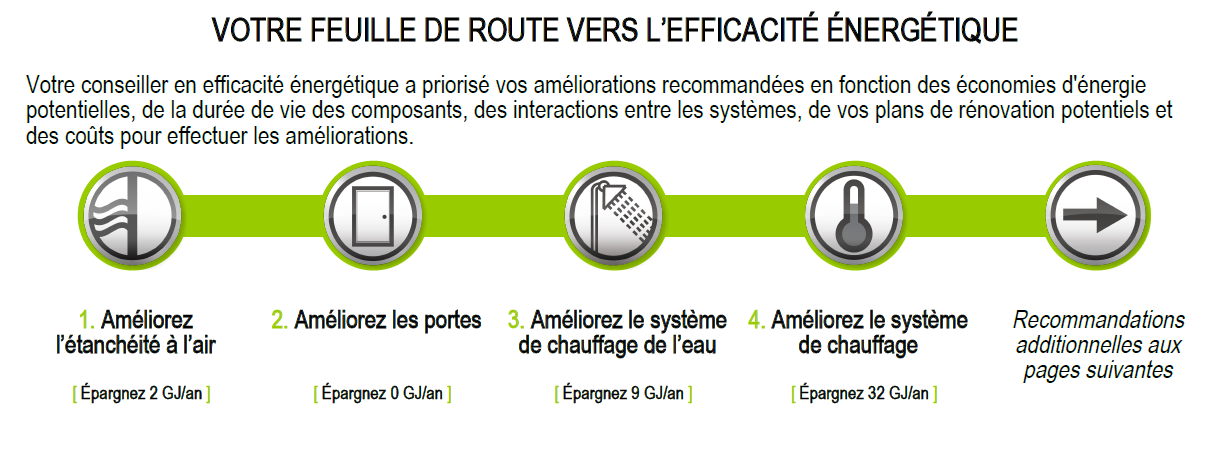 VOTRE FEUILLE DE ROUTE VERS L’EFFICACITÉ ÉNERGÉTIQUE
Votre conseiller en efficacité énergétique a priorisé vos améliorations recommandées en fonction des économies d'énergie
potentielles, de la durée de vie des composants, des interactions entre les systèmes, de vos plans de rénovation potentiels et
des coûts pour effectuer les améliorations.
1. Améliorez
l’étanchéité à l’air
[ Épargnez 2 GJ/an ]
2. Améliorez les portes
[ Épargnez 0 GJ/an ]
3. Améliorez le système
de chauffage de l’eau
[ Épargnez 9 GJ/an ]
4. Améliorez le système
de chauffage
[ Épargnez 32 GJ/an ]
Recommandations
additionnelles aux
pages suivantes